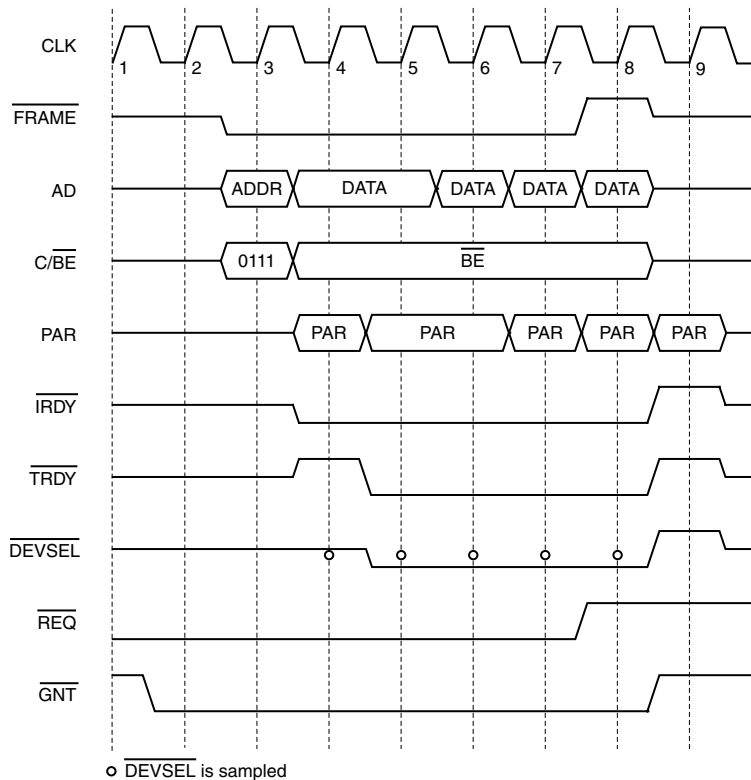 CLK
1 2 3 4 5 6 7 8 9
FRAME
AD ADDR DATA DATA DATA DATA
C/BE 0111 BE
PAR PAR PAR PAR PAR PAR
IRDY
TRDY
DEVSEL
REQ
GNT
DEVSEL is sampled